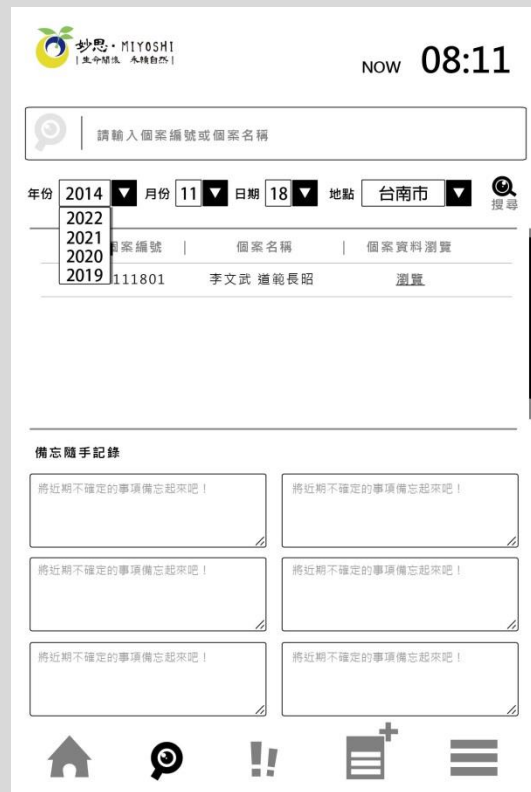 妙思·MIYOSHI
|生命關懷 永續自然|
NOW 08:11
請輸入個案編號或個案名稱
年份 2014 ▼ 月份 11 ▼ 日期 18 ▼ 地點 台南市 ▼ 搜尋
2022
2021
2020
2019
個案編號 | 個案名稱 | 個案資料瀏覽
111801 李文武 道範長昭 瀏覽
備忘隨手記錄
將近期不確定的事項備忘起來吧！ 將近期不確定的事項備忘起來吧！
將近期不確定的事項備忘起來吧！ 將近期不確定的事項備忘起來吧！
將近期不確定的事項備忘起來吧！ 將近期不確定的事項備忘起來吧！